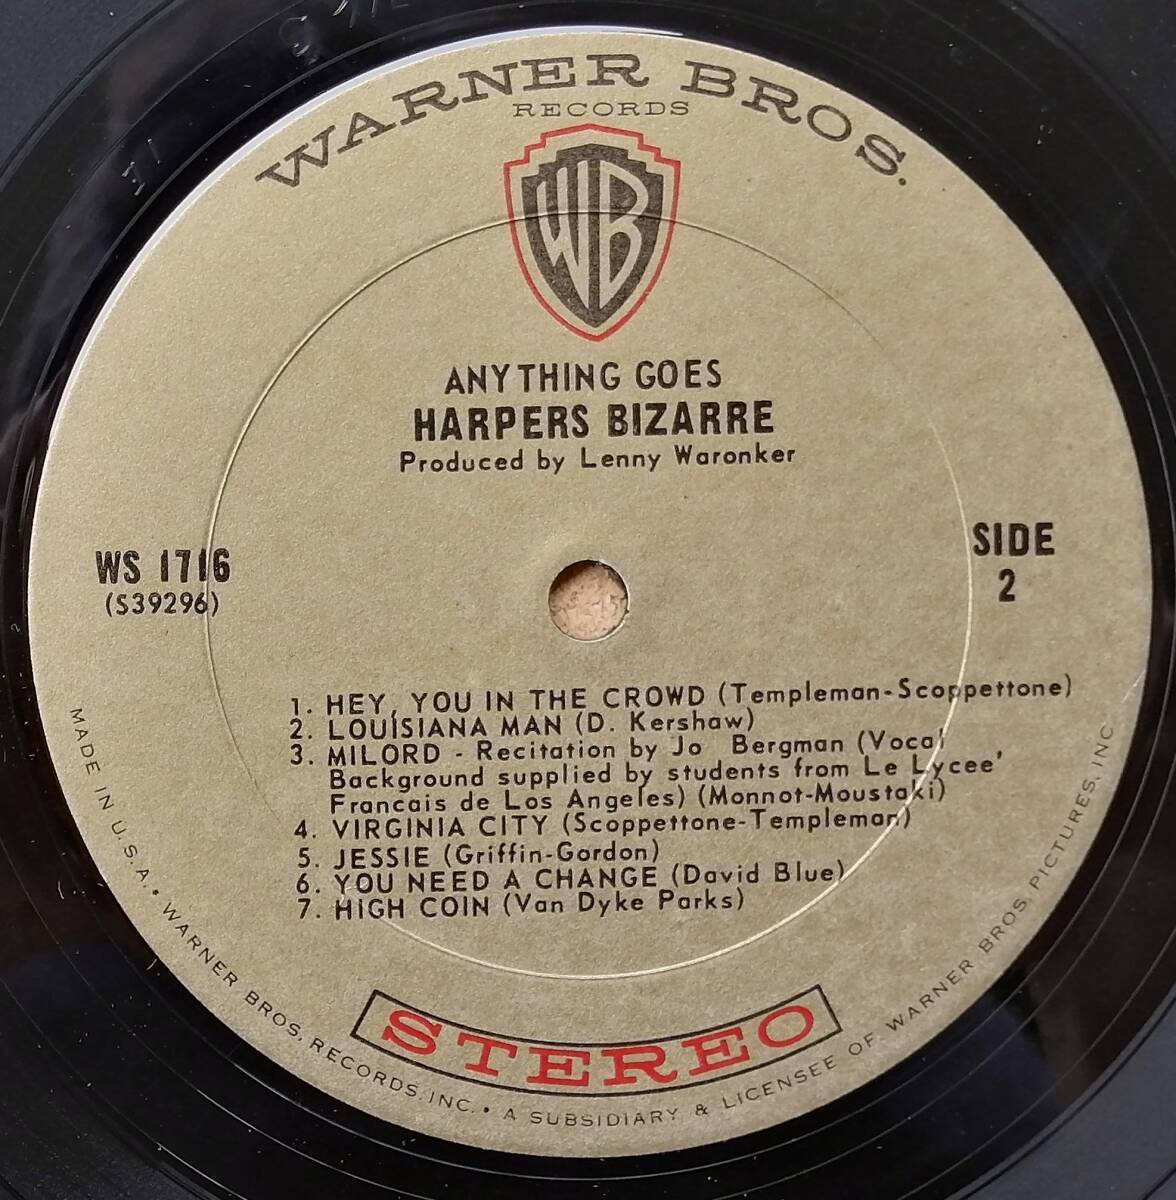 WARNER BROS.
RECORDS
WB
ANYTHING GOES
HARPERS BIZARRE
Produced by Lenny Waronker
WS 1716
(S39296)
SIDE
2
1. HEY, YOU IN THE CROWD (Templeman-Scoppettone)
2. LOUISIANA MAN (D. Kershaw)
3. MILORD - Recitation by Jo Bergman (Vocal
Background supplied by students from Le Lycee'
Francais de Los Angeles) (Monnot-Moustaki)
4. VIRGINIA CITY (Scoppettone-Templeman)
5. JESSIE (Griffin-Gordon)
6. YOU NEED A CHANGE (David Blue)
7. HIGH COIN (Van Dyke Parks)
STEREO
MADE IN U.S.A. • WARNER BROS. RECORDS, INC. • A SUBSIDIARY & LICENSEE OF WARNER BROS. PICTURES, INC